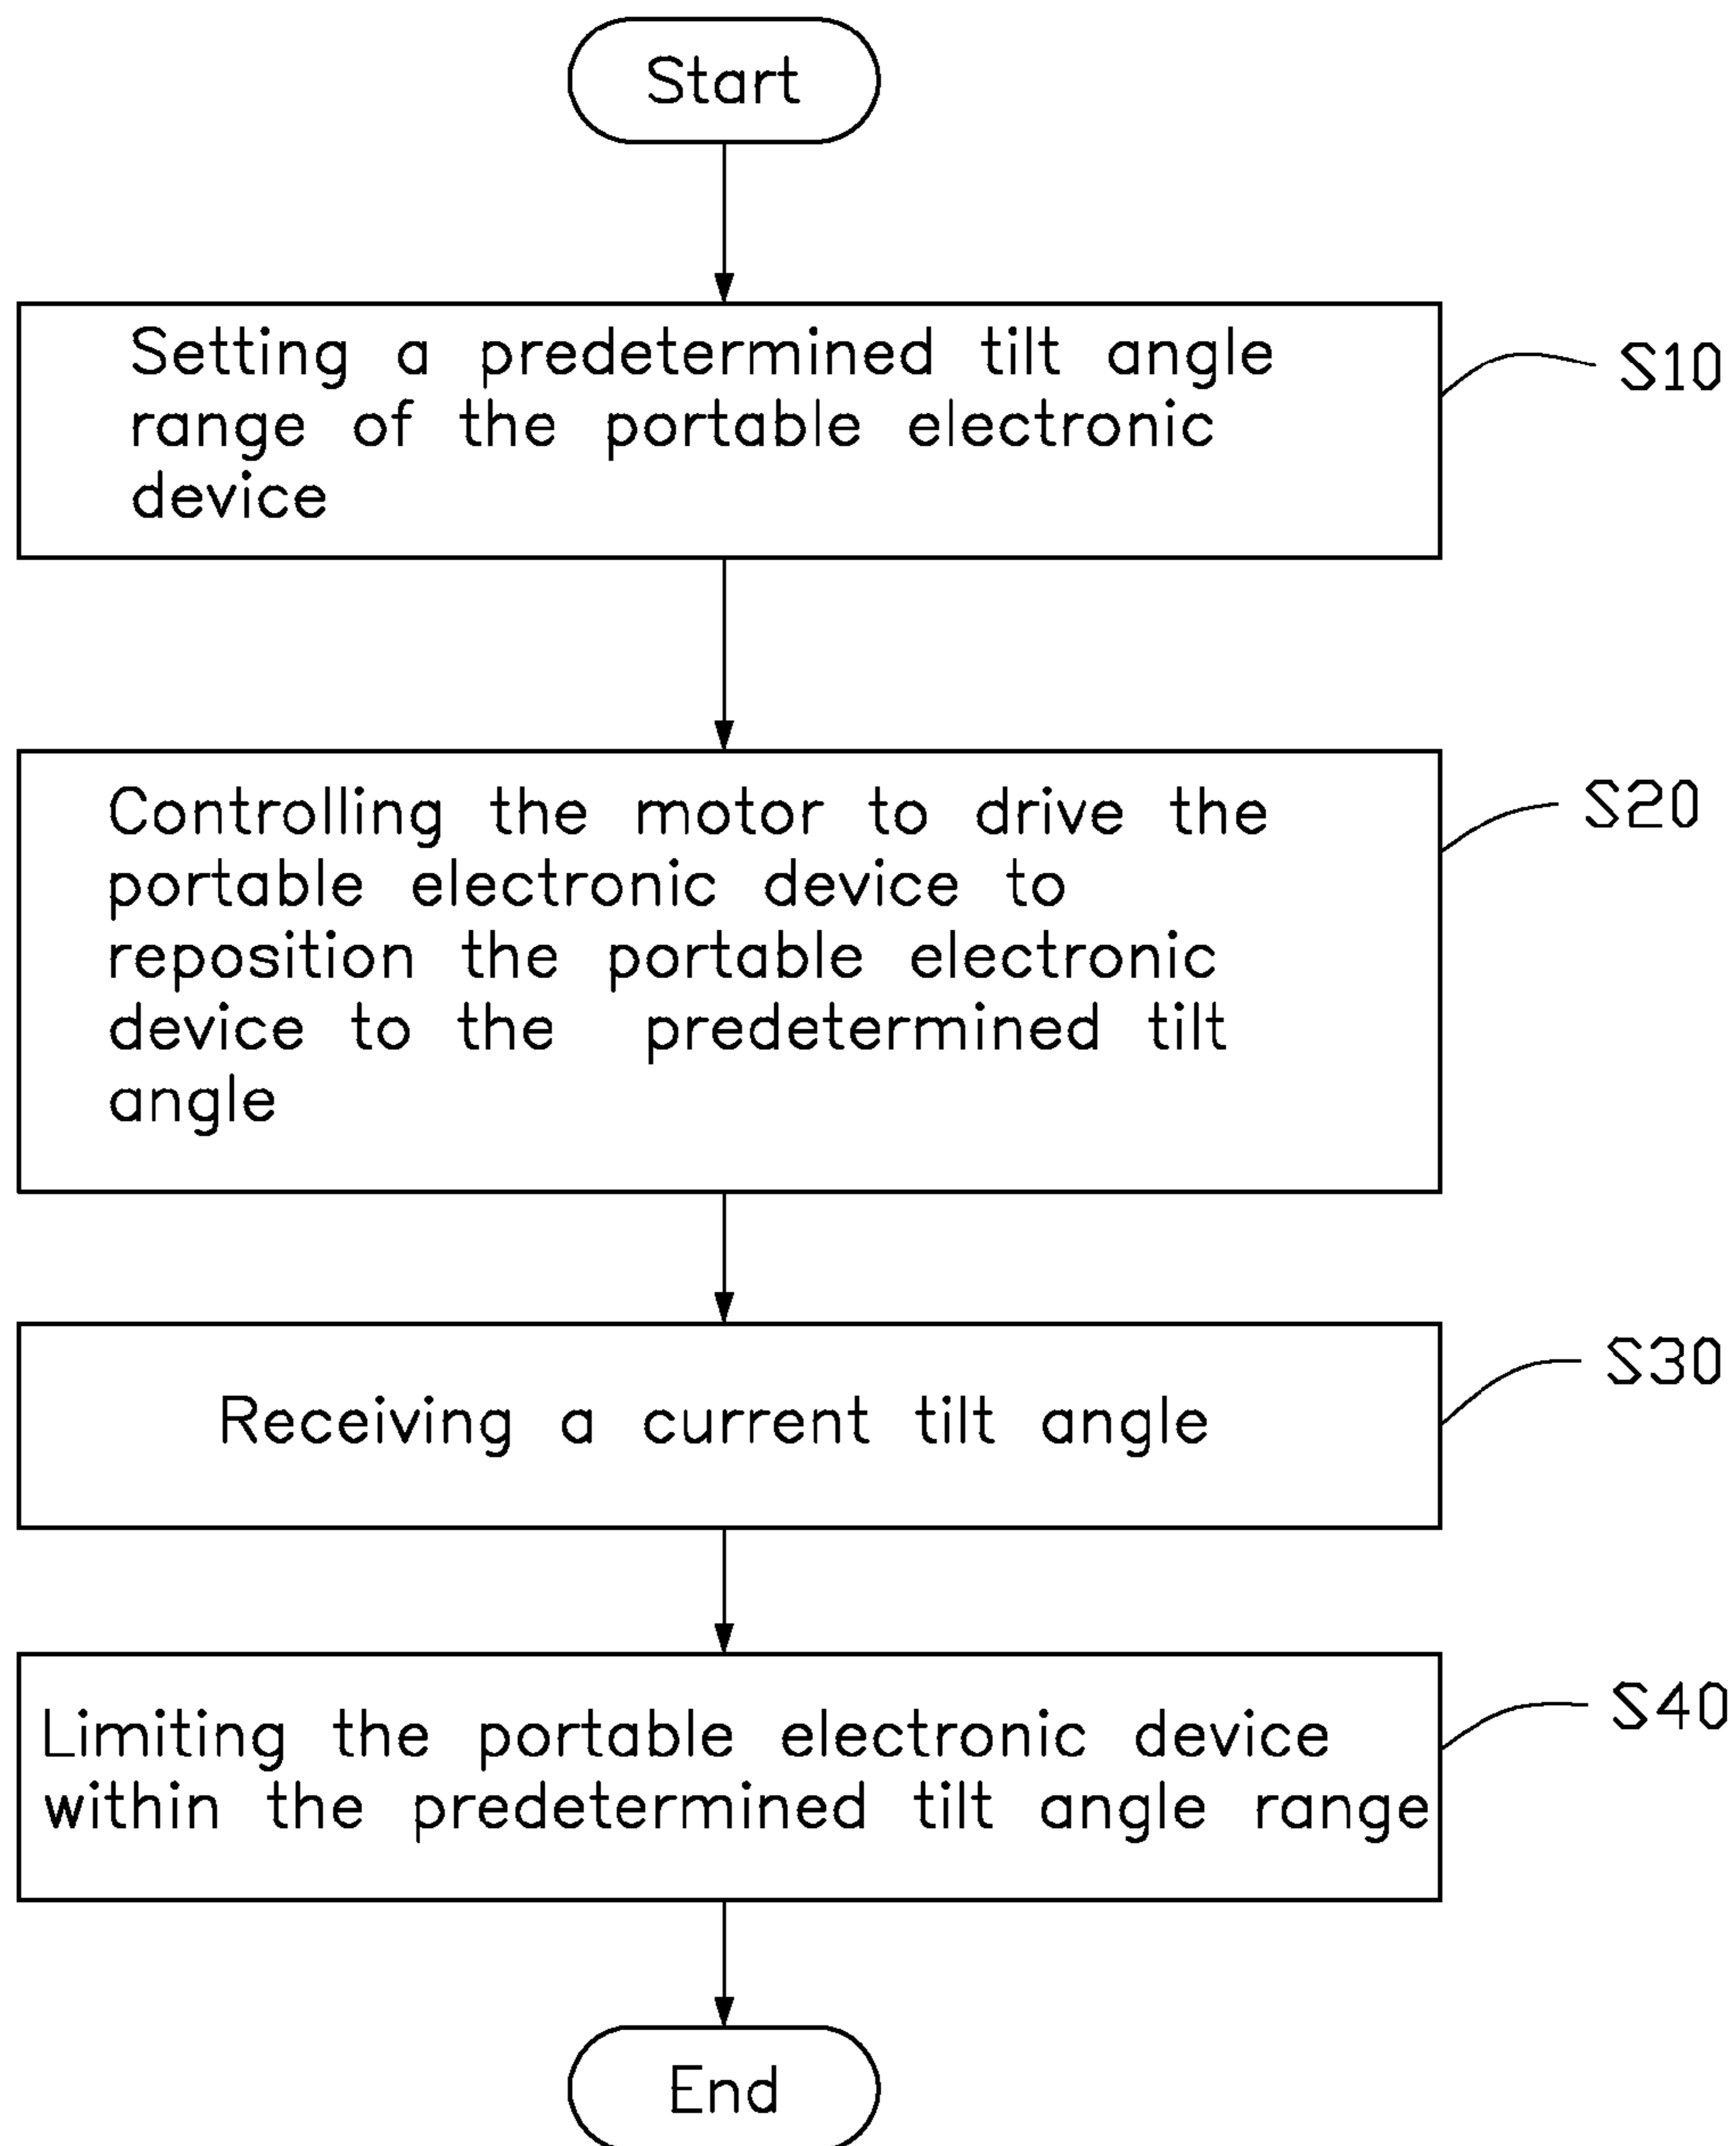 Start
Setting a predetermined tilt angle
range of the portable electronic
device
S10
Controlling the motor to drive the
portable electronic device to
reposition the portable electronic
device to the predetermined tilt
angle
S20
Receiving a current tilt angle
S30
Limiting the portable electronic device
within the predetermined tilt angle range
S40
End